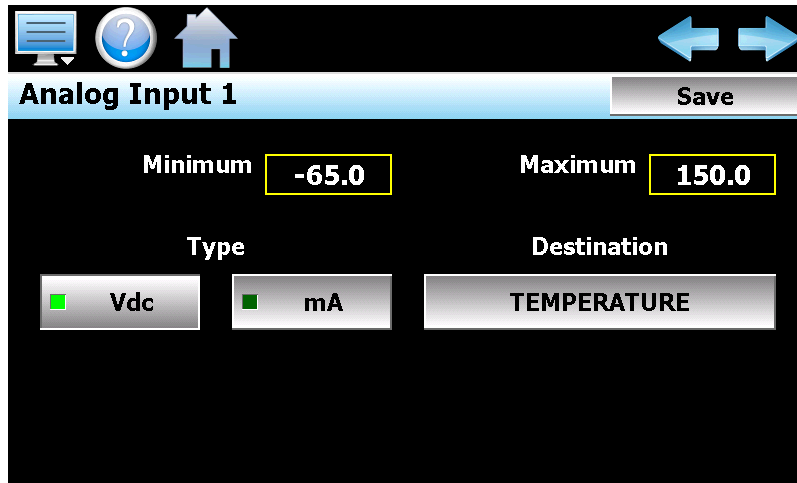 ?
Analog Input 1
Save
Minimum -65.0
Maximum 150.0
Type
Destination
Vdc
mA
TEMPERATURE